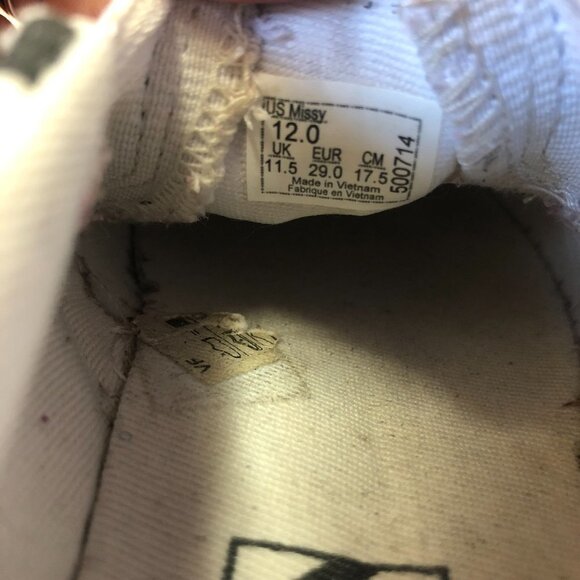 US Missy
12.0
UK EUR CM
11.5 29.0 17.5
Made in Vietnam
Fabrique en Vietnam
500714
VF